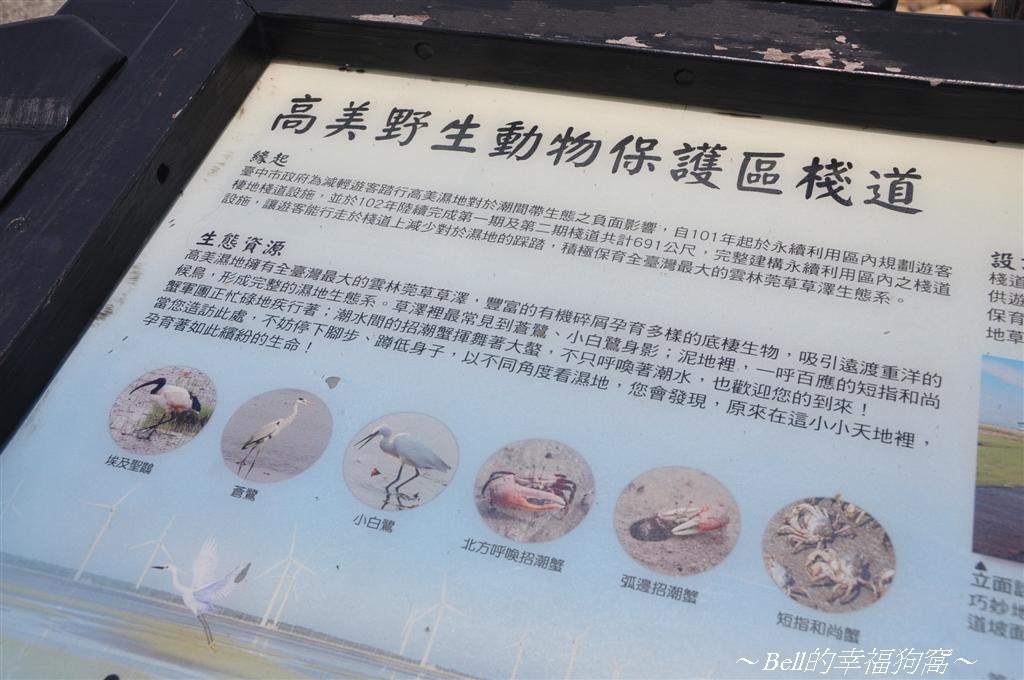 高美野生動物保護區棧道
緣起
臺中市政府為減輕遊客踏行高美濕地對於潮間帶生態之負面影響，自101年起於永續利用區內規劃遊客
棲地棧道設施，並於102年陸續完成第一期及第二期棧道共計691公尺，完整建構永續利用區內之棧道
設施，讓遊客能行走於棧道上減少對於濕地的踩踏，積極保育全臺灣最大的雲林莞草草澤生態系。
生態資源
高美濕地擁有全臺灣最大的雲林莞草草澤，豐富的有機碎屑孕育多樣的底棲生物，吸引遠渡重洋的
候鳥，形成完整的濕地生態系。草澤裡最常見到蒼鷺、小白鷺身影；泥地裡，一呼百應的短指和尚
蟹軍團正忙碌地疾行著；潮水間的招潮蟹揮舞著大螯，不只呼喚著潮水，也歡迎您的到來！
當您造訪此處，不妨停下腳步、蹲低身子，以不同角度看濕地，您會發現，原來在這小小天地裡，
孕育著如此繽紛的生命！
埃及聖䴉
蒼鷺
小白鷺
北方呼喚招潮蟹
弧邊招潮蟹
短指和尚蟹
設
棧道
供遊
保育
地草
▲
立面
巧妙地
道坡面
～Bell的幸福狗窩～